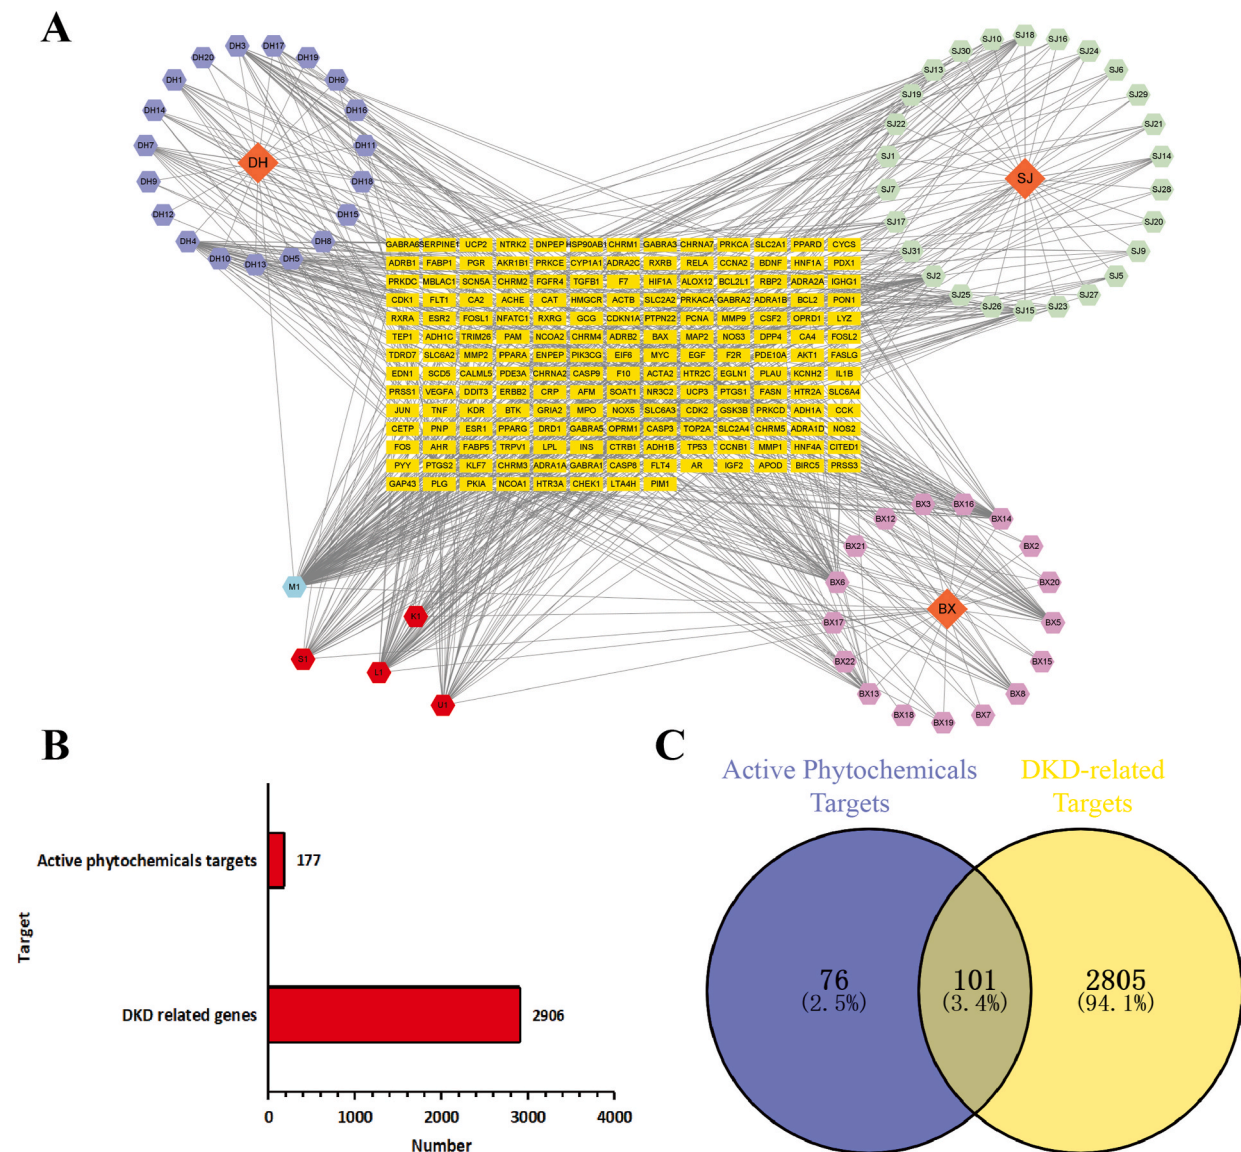 A
DH3
DH17
DH20
DH19
DH1
DH6
DH14
DH16
DH7
DH11
DH
DH9
DH18
DH12
DH15
DH4
DH8
DH10
DH13
DH5
SJ10
SJ18
SJ16
SJ30
SJ24
SJ13
SJ6
SJ19
SJ29
SJ22
SJ21
SJ1
SJ14
SJ
SJ7
SJ28
SJ17
SJ20
SJ31
SJ9
SJ2
SJ5
SJ25
SJ27
SJ26
SJ15
SJ23
GABRA6 SERPINE1 UCP2 NTRK2 DNPEP HSP90AB1 CHRM1 GABRA3 CHRNA7 PRKCA SLC2A1 PPARD CYCS
ADRB1 FABP1 PGR AKR1B1 PRKCE CYP1A1 ADRA2C RXRB RELA CCNA2 BDNF HNF1A PDX1
PRKDC MBLAC1 SCN5A CHRM2 FGFR4 TGFB1 F7 HIF1A ALOX12 BCL2L1 RBP2 ADRA2A IGHG1
CDK1 FLT1 CA2 ACHE CAT HMGCR ACTB SLC2A2 PRKACA GABRA2 ADRA1B BCL2 PON1
RXRA ESR2 FOSL1 NFATC1 RXRG GCG CDKN1A PTPN22 PCNA MMP9 CSF2 OPRD1 LYZ
TEP1 ADH1C TRIM26 PAM NCOA2 CHRM4 ADRB2 BAX MAP2 NOS3 DPP4 CA4 FOSL2
TDRD7 SLC6A2 MMP2 PPARA ENPEP PIK3CG EIF6 MYC EGF F2R PDE10A AKT1 FASLG
EDN1 SCD5 CALML5 PDE3A CHRNA2 CASP9 F10 ACTA2 HTR2C EGLN1 PLAU KCNH2 IL1B
PRSS1 VEGFA DDIT3 ERBB2 CRP AFM SOAT1 NR3C2 UCP3 PTGS1 FASN HTR2A SLC6A4
JUN TNF KDR BTK GRIA2 MPO NOX5 SLC6A3 CDK2 GSK3B PRKCD ADH1A CCK
CETP PNP ESR1 PPARG DRD1 GABRA5 OPRM1 CASP3 TOP2A SLC2A4 CHRM5 ADRA1D NOS2
FOS AHR FABP5 TRPV1 LPL INS CTRB1 ADH1B TP53 CCNB1 MMP1 HNF4A CITED1
PYY PTGS2 KLF7 CHRM3 ADRA1A GABRA1 CASP8 FLT4 AR IGF2 APOD BIRC5 PRSS3
GAP43 PLG PKIA NCOA1 HTR3A CHEK1 LTA4H PIM1
M1
K1
S1
L1
U1
BX3
BX16
BX12
BX14
BX21
BX2
BX6
BX20
BX
BX17
BX5
BX22
BX15
BX13
BX8
BX18
BX19
BX7
B
Target
Active phytochemicals targets
177
DKD related genes
2906
0 1000 2000 3000 4000
Number
C
Active Phytochemicals
Targets
DKD-related
Targets
76
(2.5%)
101
(3.4%)
2805
(94.1%)